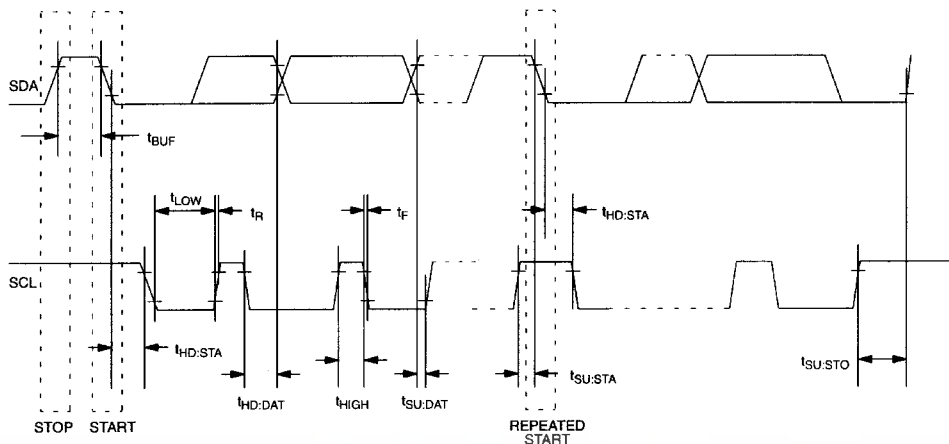 SDA
tBUF
tLOW
tR
tF
tHD:STA
SCL
tHD:STA
tSU:STA
tSU:STO
tHD:DAT
tHIGH
tSU:DAT
STOP
START
REPEATED
START